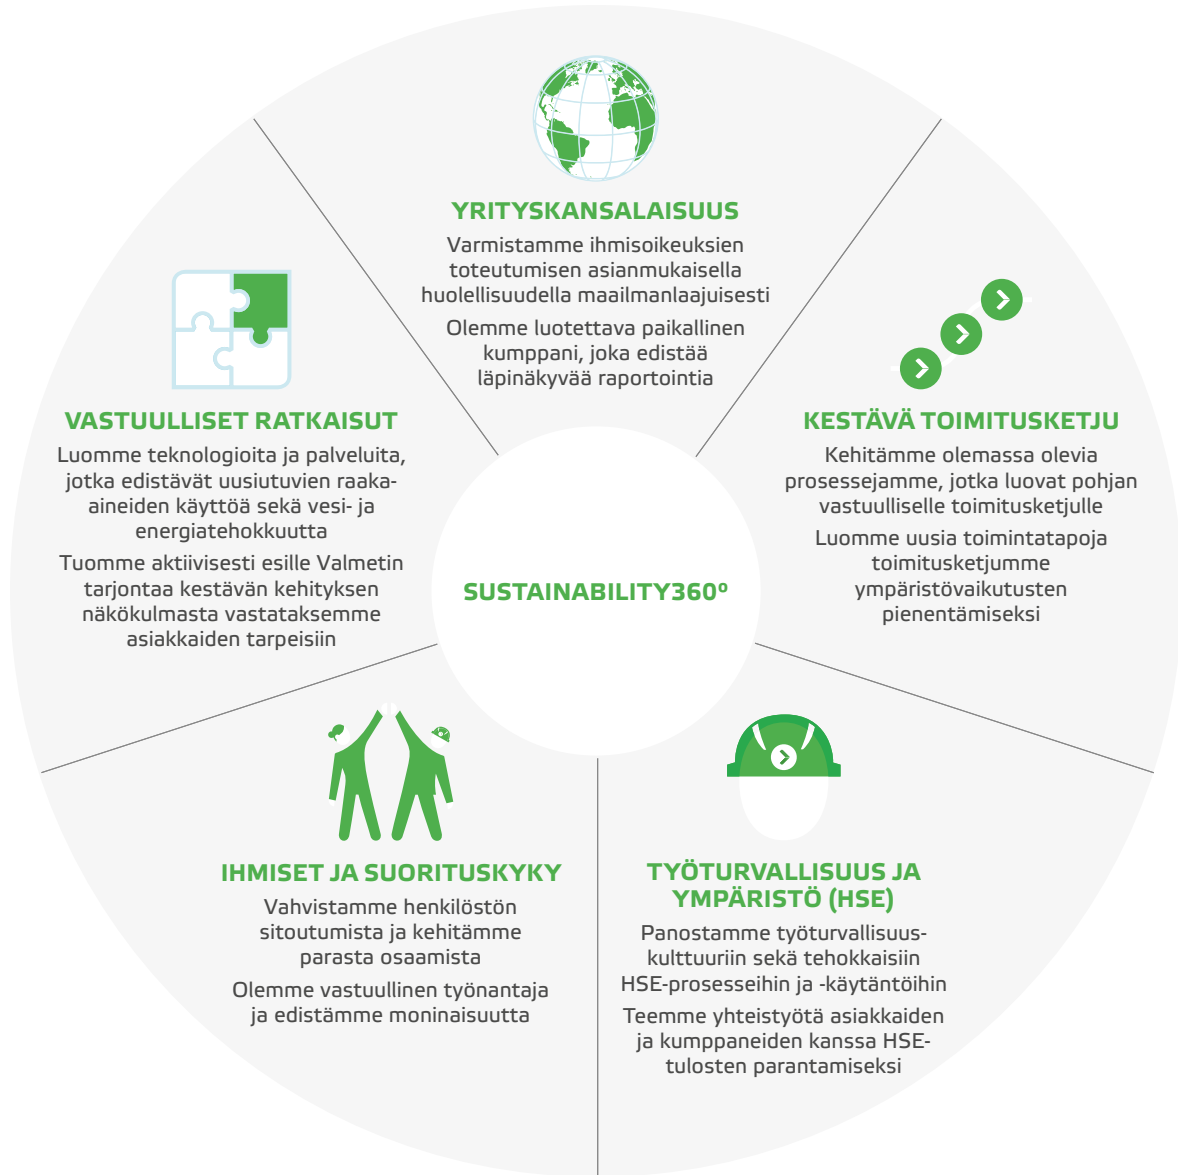 YRITYSKANSALAISUUS
Varmistamme ihmisoikeuksien
toteutumisen asianmukaisella
huolellisuudella maailmanlaajuisesti
Olemme luotettava paikallinen
kumppani, joka edistää
läpinäkyvää raportointia
VASTUULLISET RATKAISUT
Luomme teknologioita ja palveluita,
jotka edistävät uusiutuvien raaka-
aineiden käyttöä sekä vesi- ja
energiatehokkuutta
Tuomme aktiivisesti esille Valmetin
tarjontaa kestävän kehityksen
näkökulmasta vastataksemme
asiakkaiden tarpeisiin
KESTÄVÄ TOIMITUSKETJU
Kehitämme olemassa olevia
prosessejamme, jotka luovat pohjan
vastuulliselle toimitusketjulle
Luomme uusia toimintatapoja
toimitusketjumme
ympäristövaikutusten
pienentämiseksi
SUSTAINABILITY360º
IHMISET JA SUORITUSKYKY
Vahvistamme henkilöstön
sitoutumista ja kehitämme
parasta osaamista
Olemme vastuullinen työnantaja
ja edistämme moninaisuutta
TYÖTURVALLISUUS JA
YMPÄRISTÖ (HSE)
Panostamme työturvallisuus-
kulttuuriin sekä tehokkaisiin
HSE-prosesseihin ja -käytäntöihin
Teemme yhteistyötä asiakkaiden
ja kumppaneiden kanssa HSE-
tulosten parantamiseksi